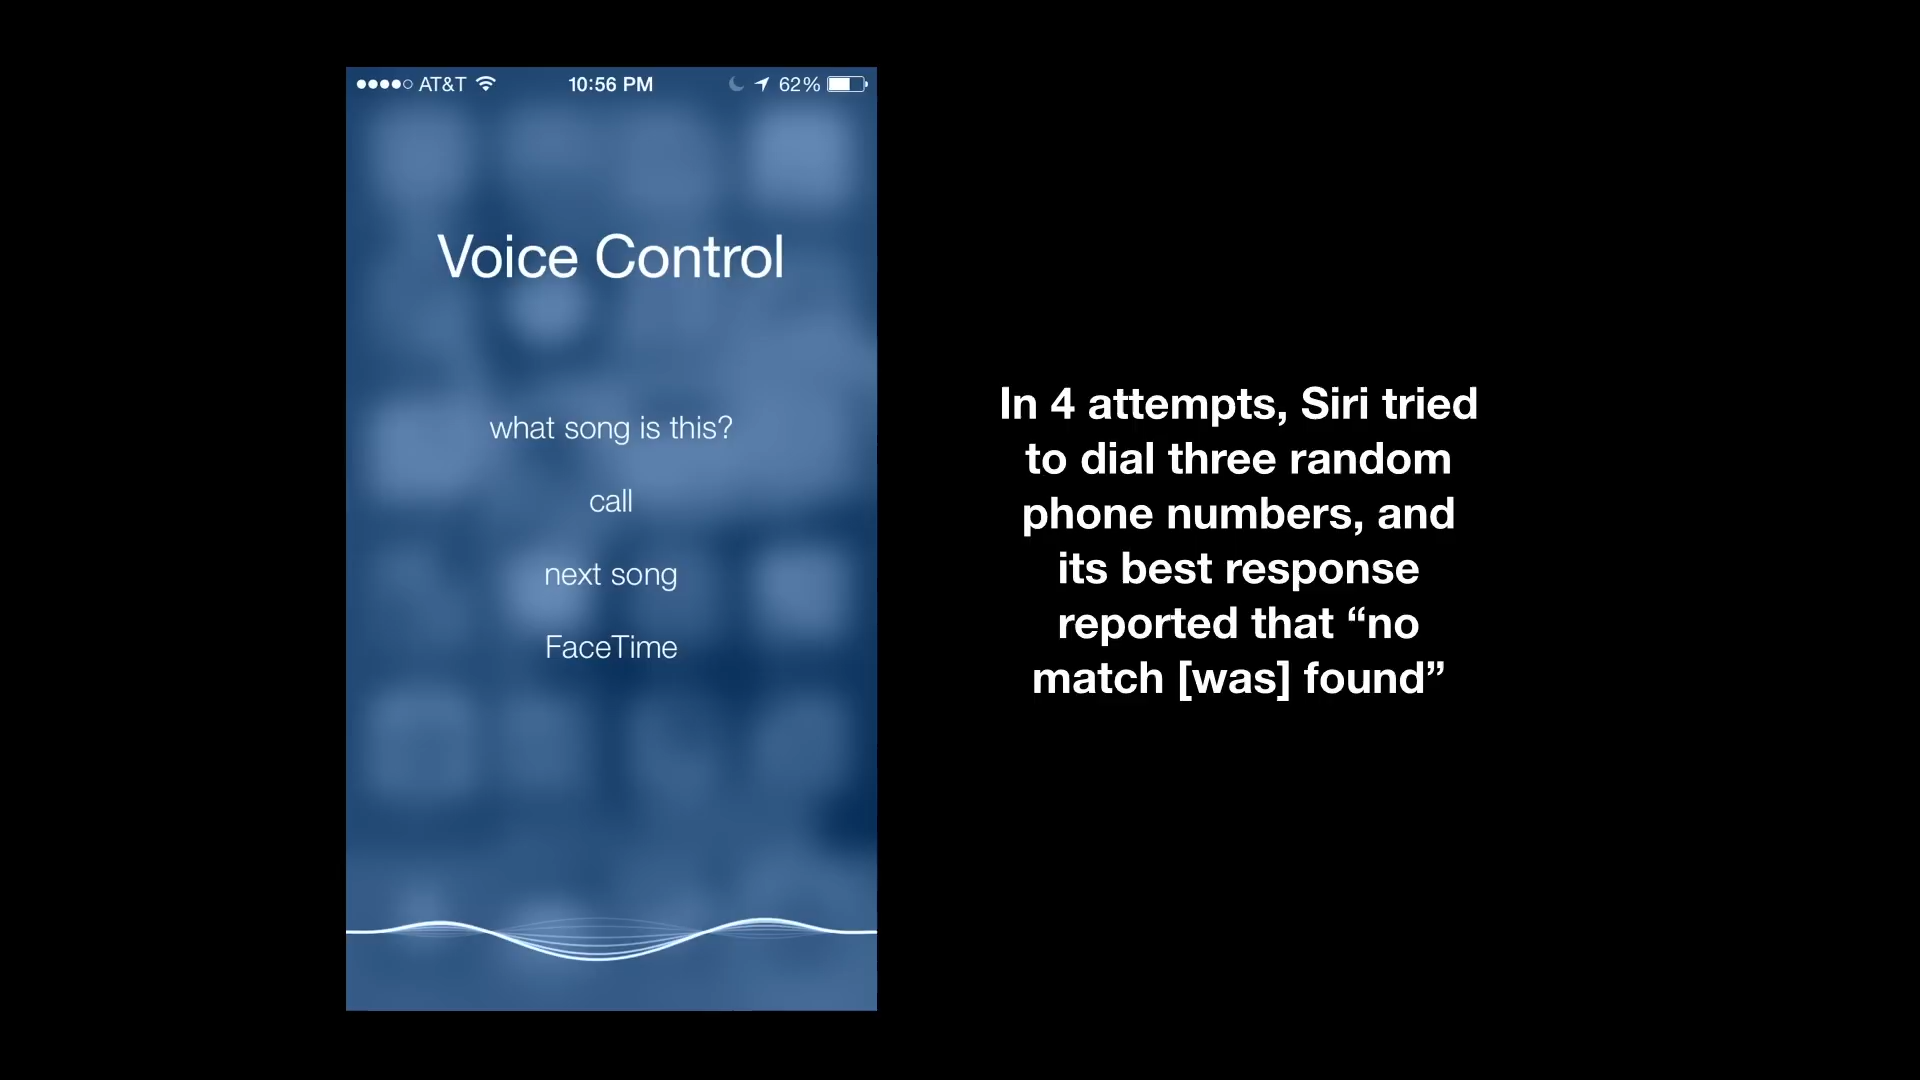 AT&T 10:56 PM 62%
Voice Control
what song is this?
call
next song
FaceTime
In 4 attempts, Siri tried
to dial three random
phone numbers, and
its best response
reported that “no
match [was] found”